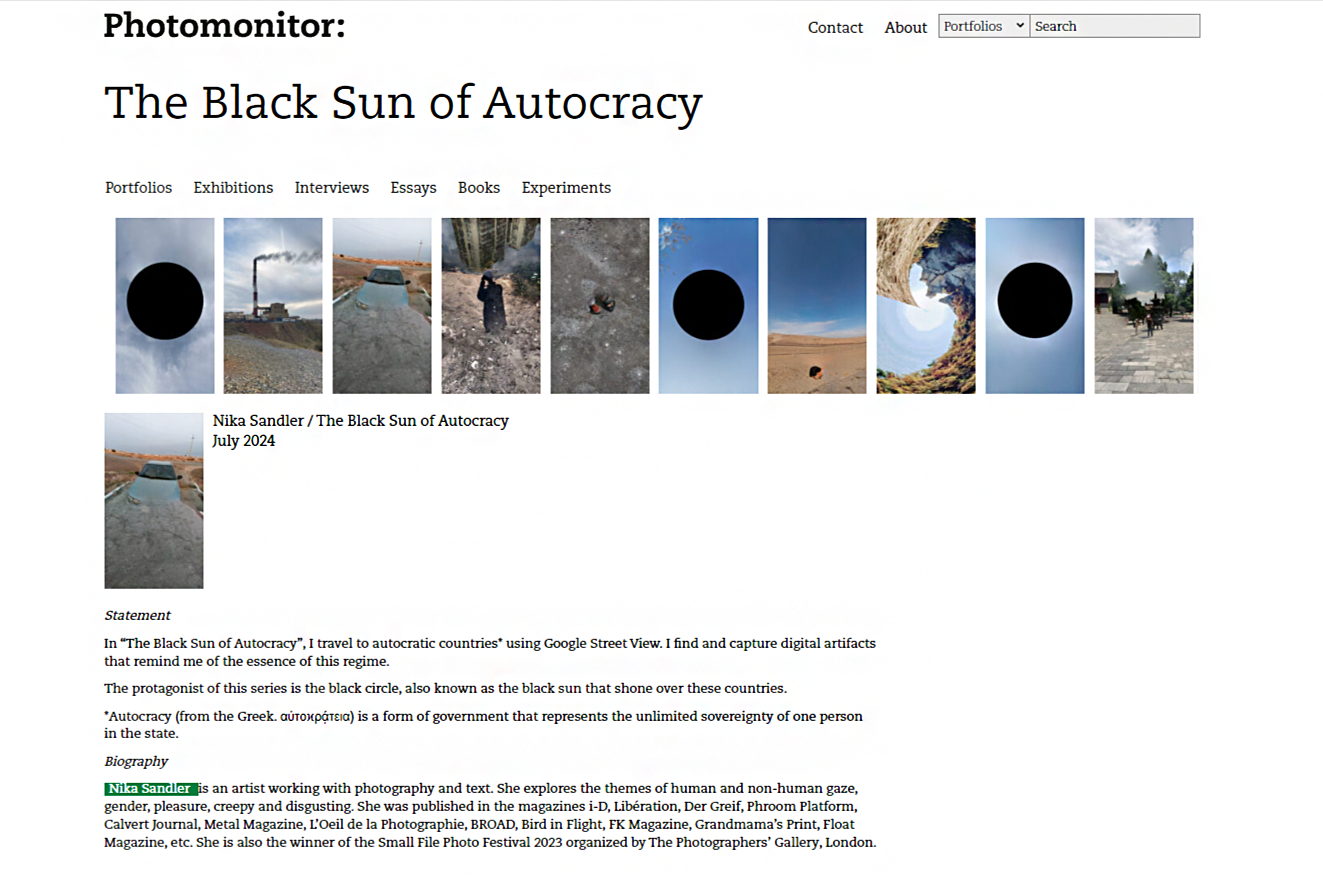 Photomonitor:
Contact About Portfolios Search
The Black Sun of Autocracy
Portfolios Exhibitions Interviews Essays Books Experiments
Nika Sandler / The Black Sun of Autocracy
July 2024
Statement
In “The Black Sun of Autocracy”, I travel to autocratic countries* using Google Street View. I find and capture digital artifacts
that remind me of the essence of this regime.
The protagonist of this series is the black circle, also known as the black sun that shone over these countries.
*Autocracy (from the Greek. αὐτοκρᾰ́τεια) is a form of government that represents the unlimited sovereignty of one person
in the state.
Biography
Nika Sandler is an artist working with photography and text. She explores the themes of human and non-human gaze,
gender, pleasure, creepy and disgusting. She was published in the magazines i-D, Libération, Der Greif, Phroom Platform,
Calvert Journal, Metal Magazine, L’Oeil de la Photographie, BROAD, Bird in Flight, FK Magazine, Grandmama’s Print, Float
Magazine, etc. She is also the winner of the Small File Photo Festival 2023 organized by The Photographers’ Gallery, London.